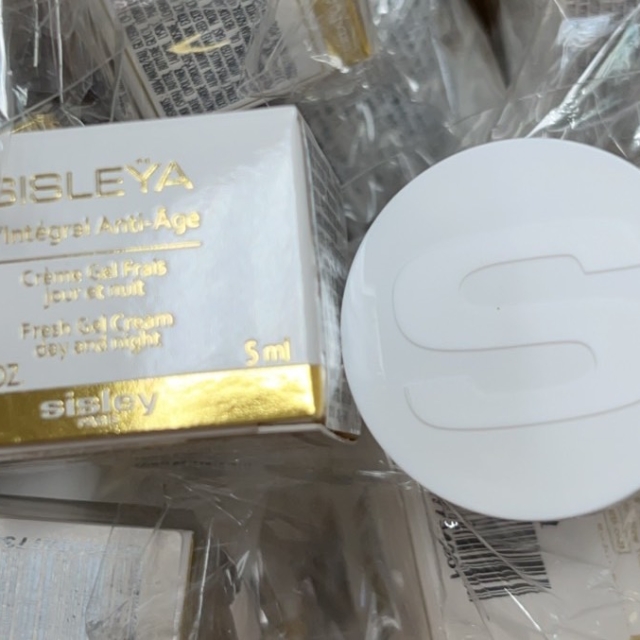 SISLEŸA
l'Intégral Anti-Âge
Crème Gel Frais
jour et nuit
Fresh Gel Cream
day and night
5 ml
OZ
sisley
S